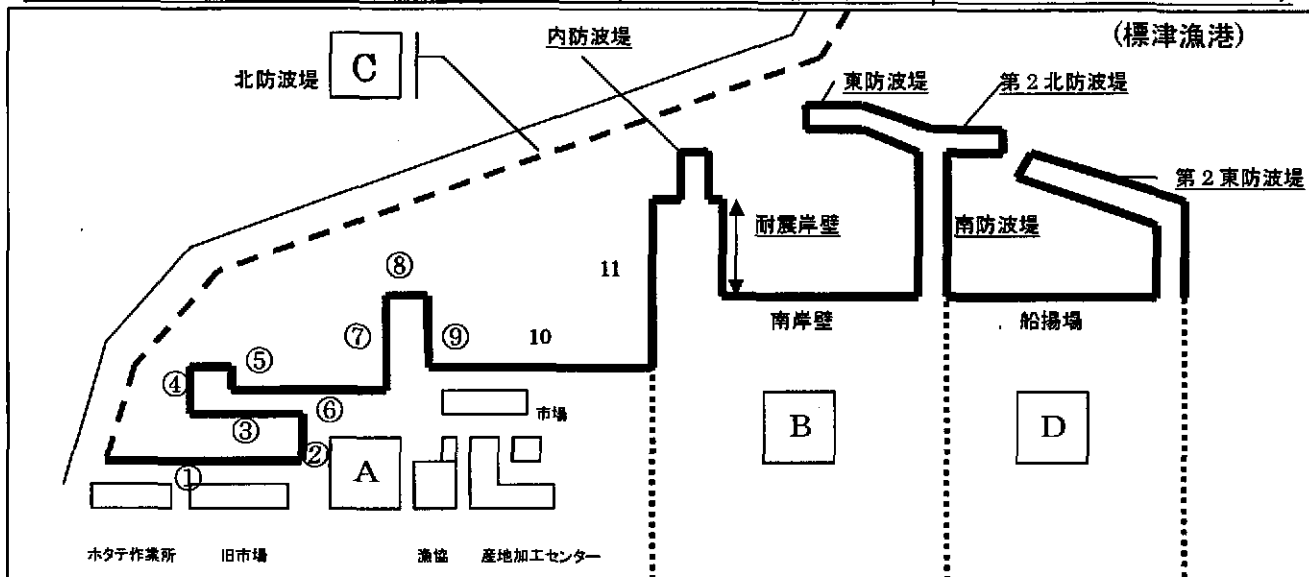 (標津漁港)
内防波堤
C
北防波堤
東防波堤
第2北防波堤
第2東防波堤
耐震岸壁
南防波堤
⑧
11
⑦
⑨
10
南岸壁
船揚場
⑤
④
⑥
③
②
①
市場
A
B
D
ホタテ作業所
旧市場
漁協
産地加工センター